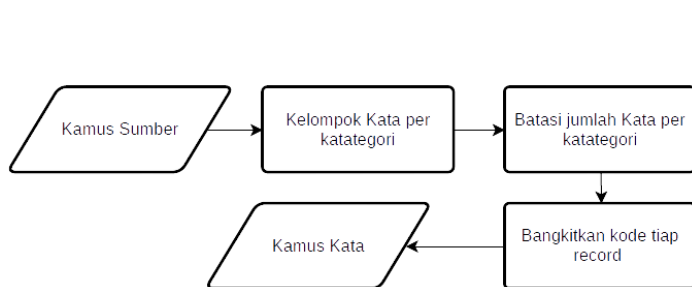 Kamus Sumber
Kelompok Kata per
katategori
Batasi jumlah Kata per
katategori
Bangkitkan kode tiap
record
Kamus Kata